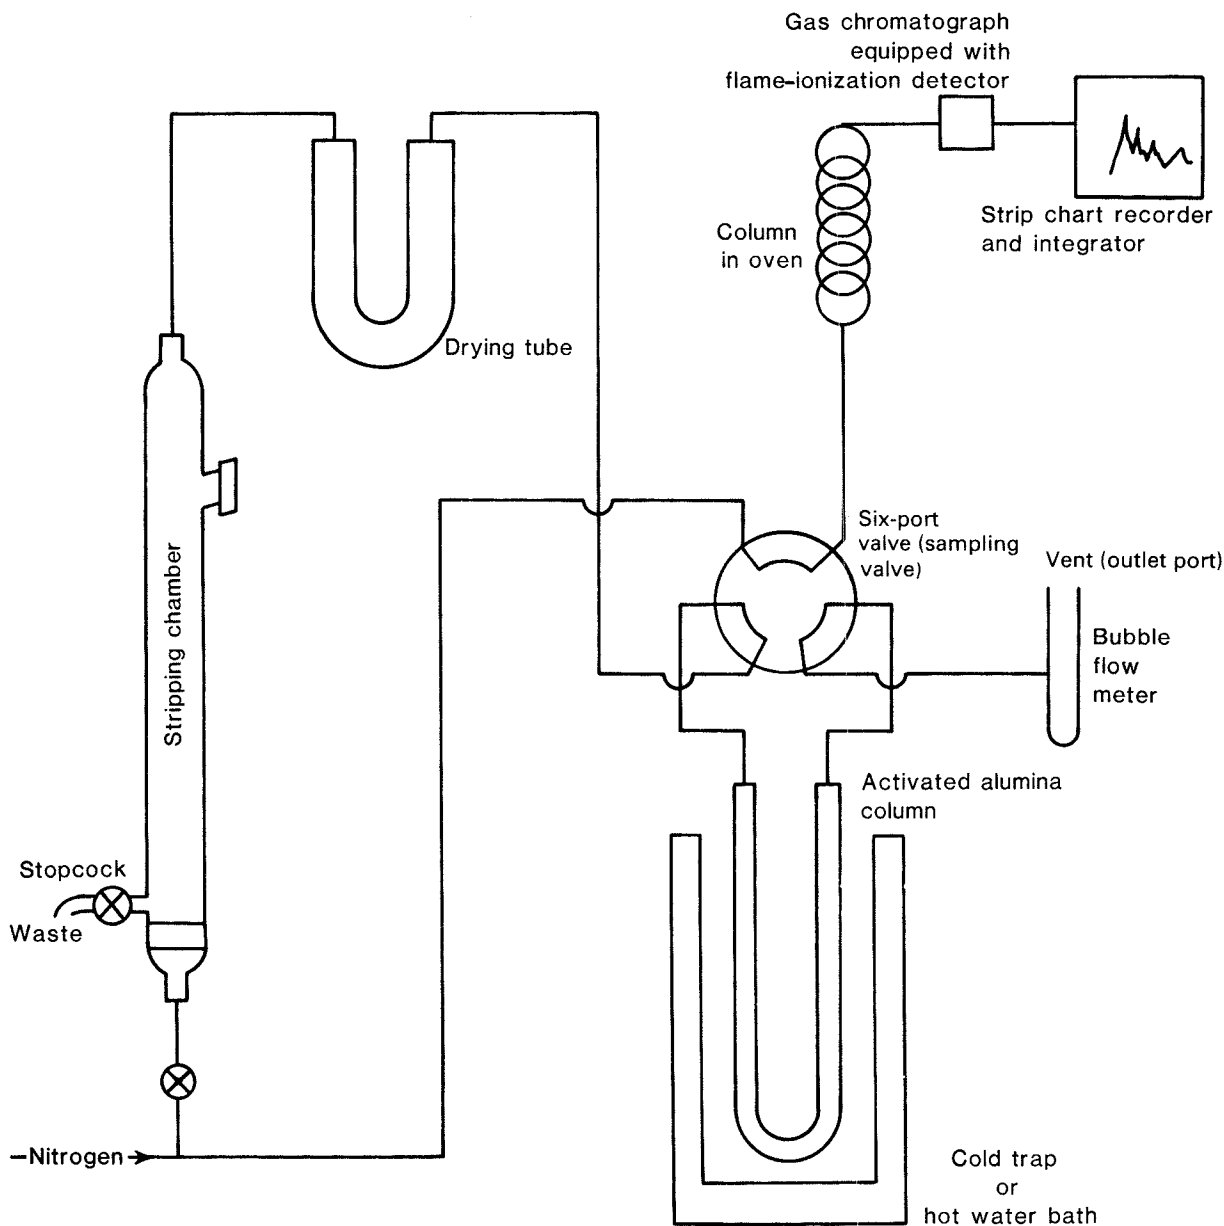 Gas chromatograph
equipped with
flame-ionization detector
Strip chart recorder
and integrator
Column
in oven
Drying tube
Six-port
valve (sampling
valve)
Vent (outlet port)
Bubble
flow
meter
Stripping chamber
Activated alumina
column
Stopcock
Waste
Nitrogen
Cold trap
or
hot water bath